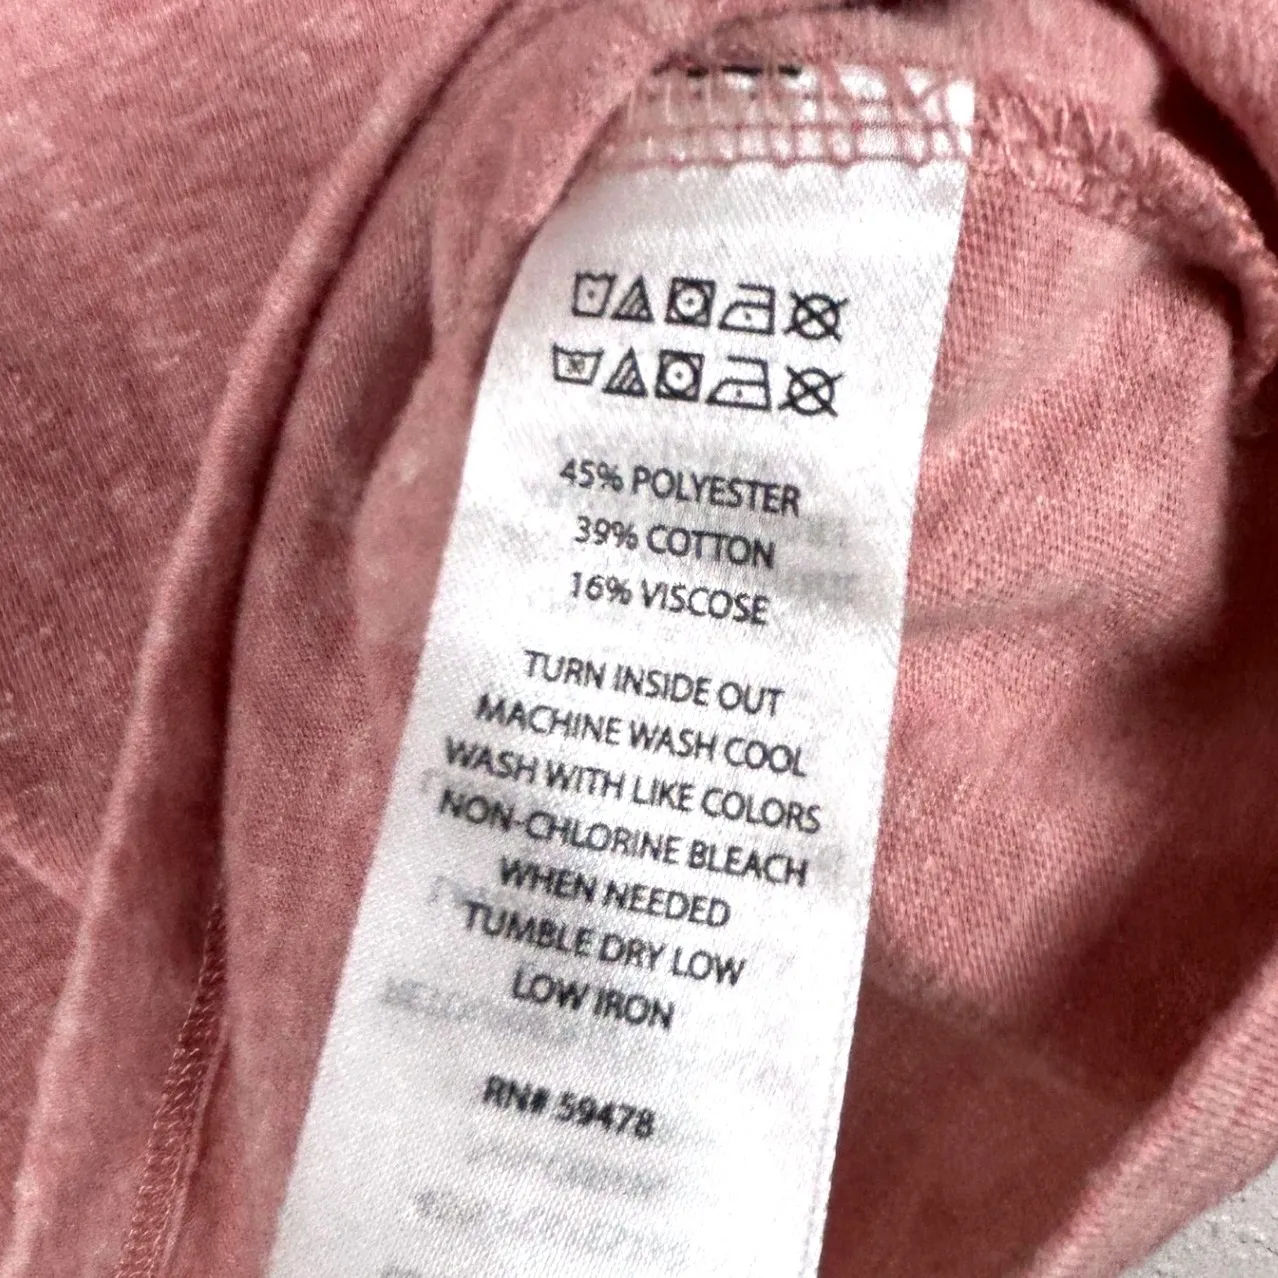 45% POLYESTER
39% COTTON
16% VISCOSE
TURN INSIDE OUT
MACHINE WASH COOL
WASH WITH LIKE COLORS
NON-CHLORINE BLEACH
WHEN NEEDED
TUMBLE DRY LOW
LOW IRON
RN# 59478